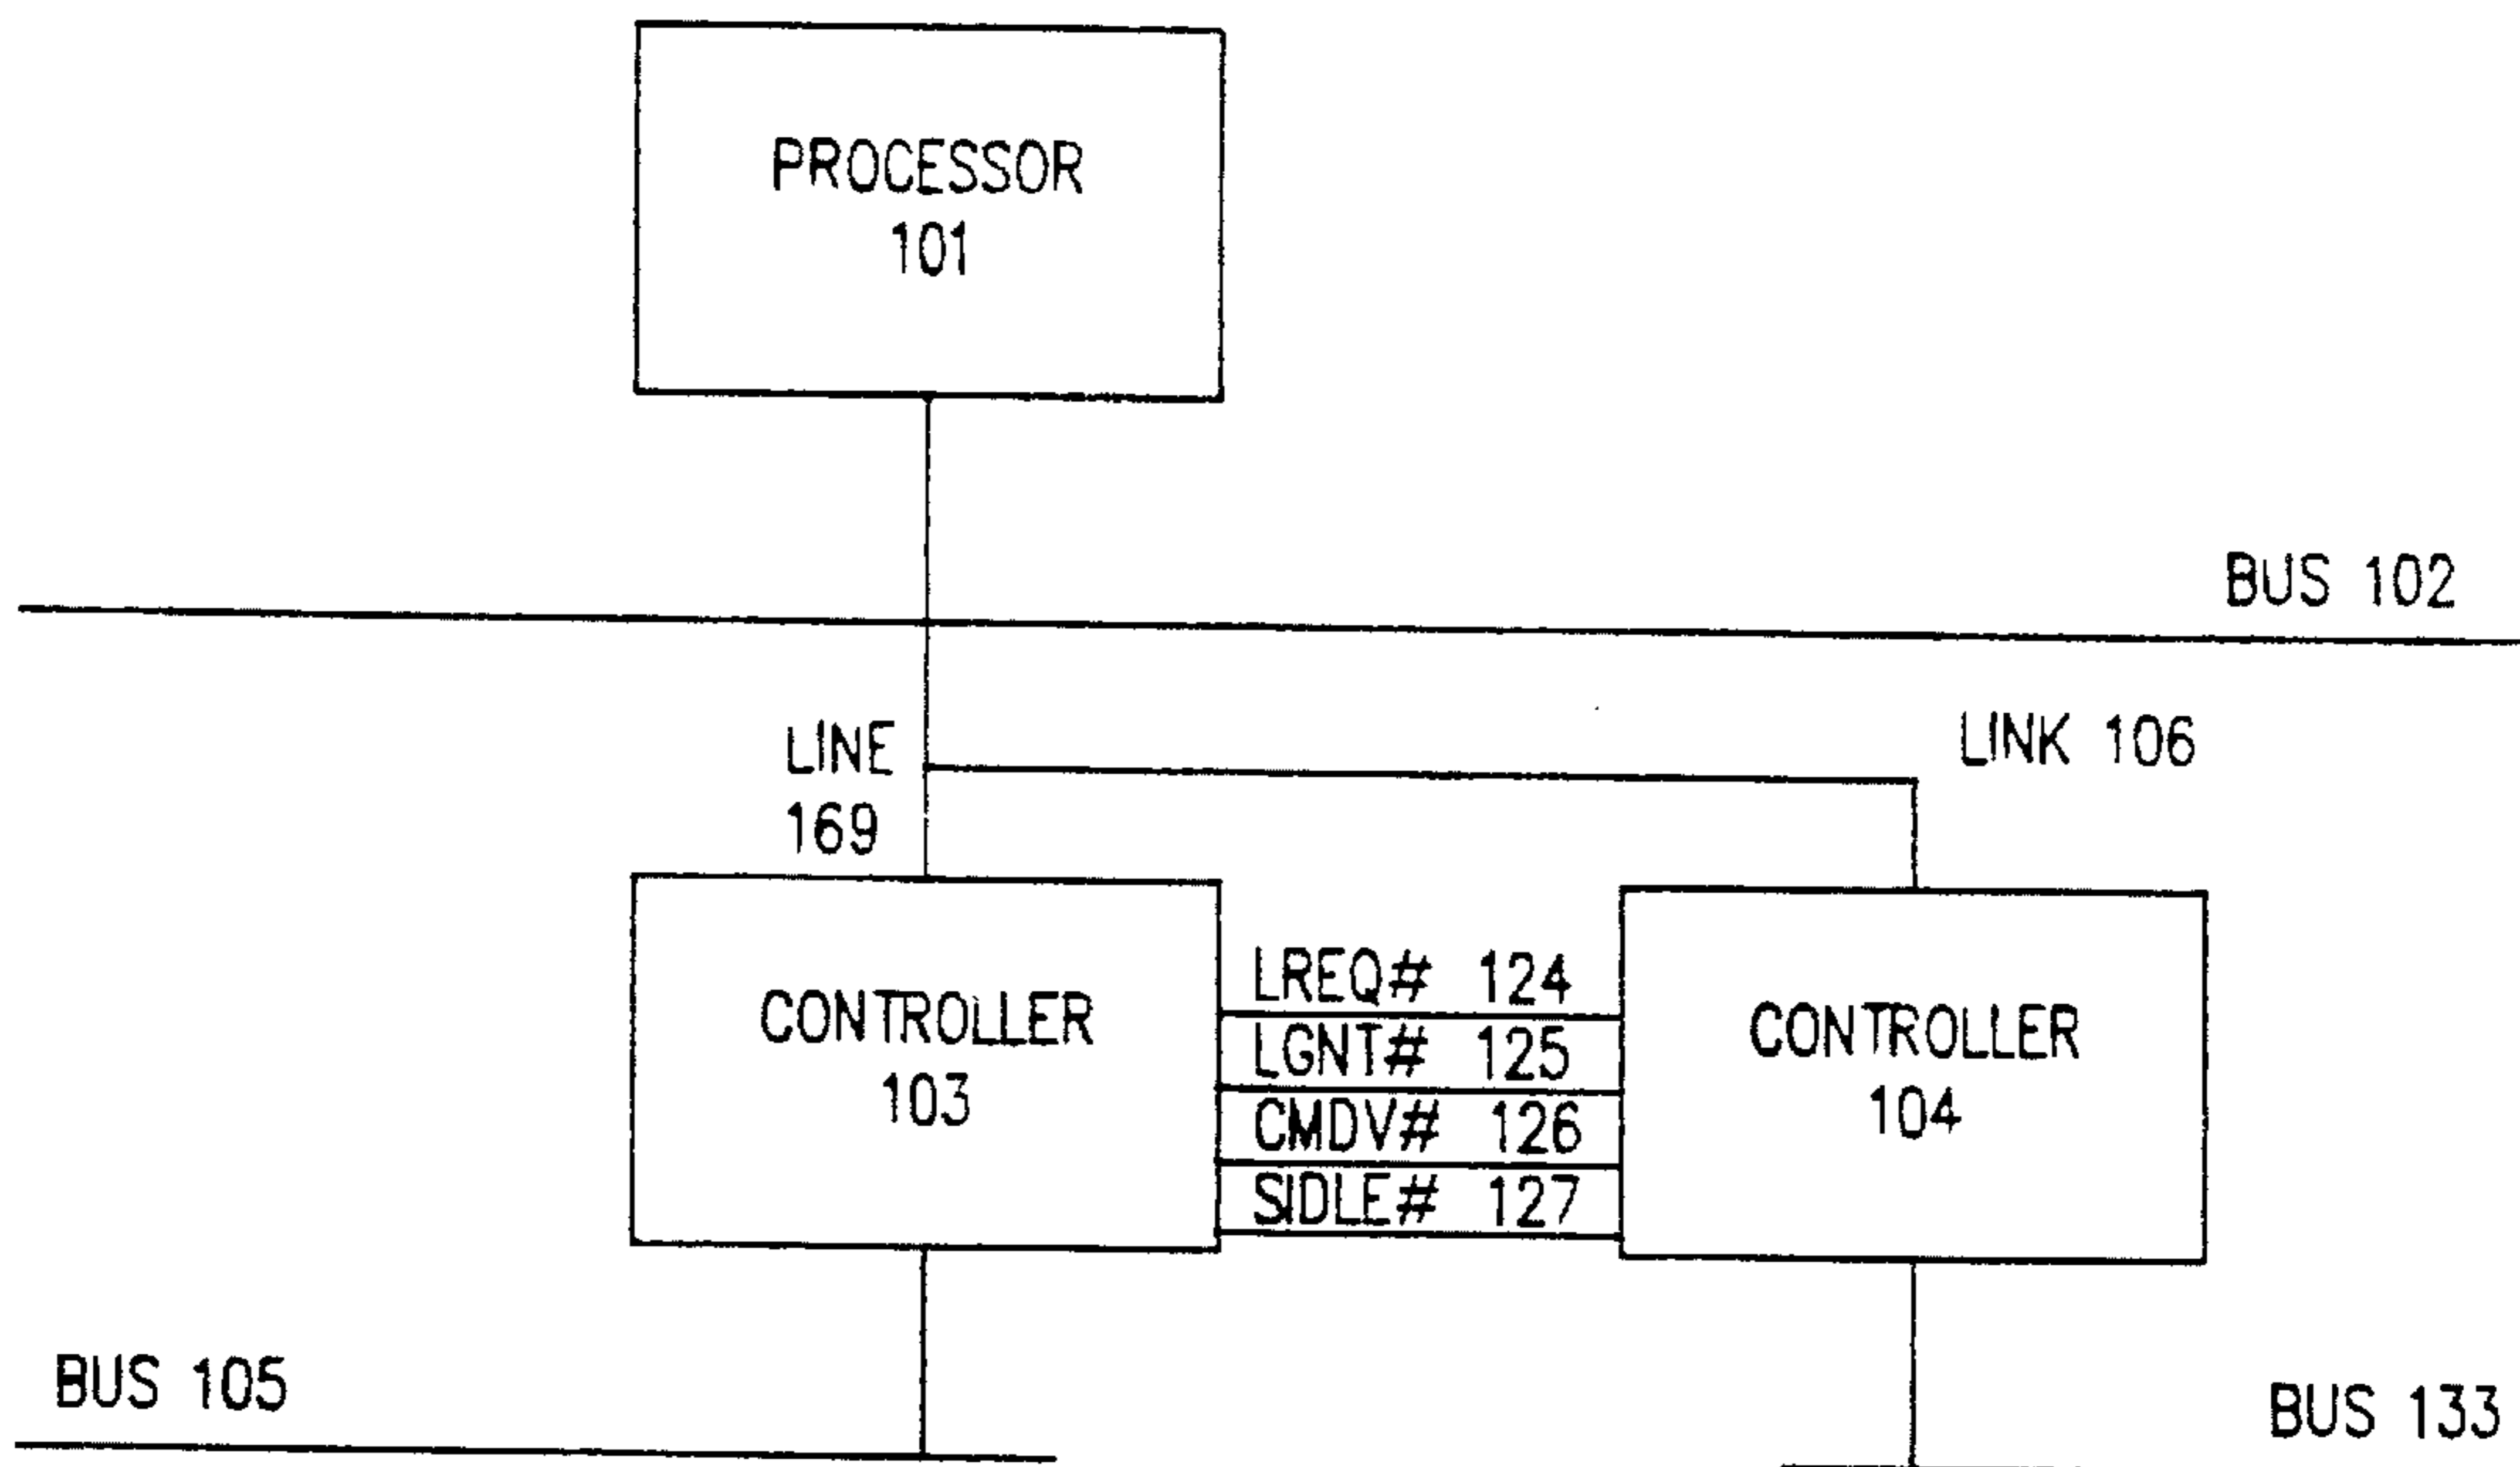 PROCESSOR
101
BUS 102
LINE
169
LINK 106
CONTROLLER
103
LREQ# 124
LGNT# 125
CMDV# 126
SIDLE# 127
CONTROLLER
104
BUS 105
BUS 133